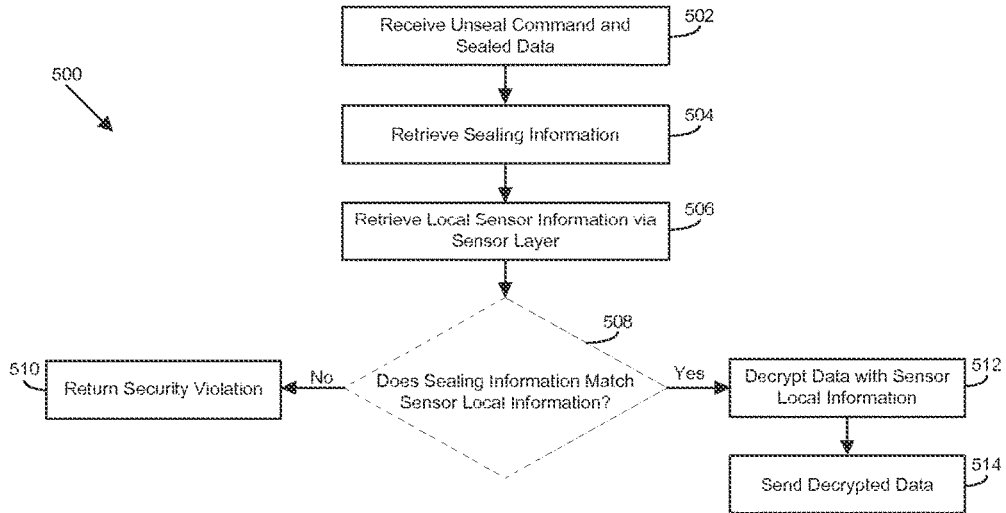 Receive Unseal Command and
Sealed Data
502
500
Retrieve Sealing Information
504
Retrieve Local Sensor Information via
Sensor Layer
506
508
Does Sealing Information Match
Sensor Local Information?
No
Yes
510
Return Security Violation
Decrypt Data with Sensor
Local Information
512
Send Decrypted Data
514